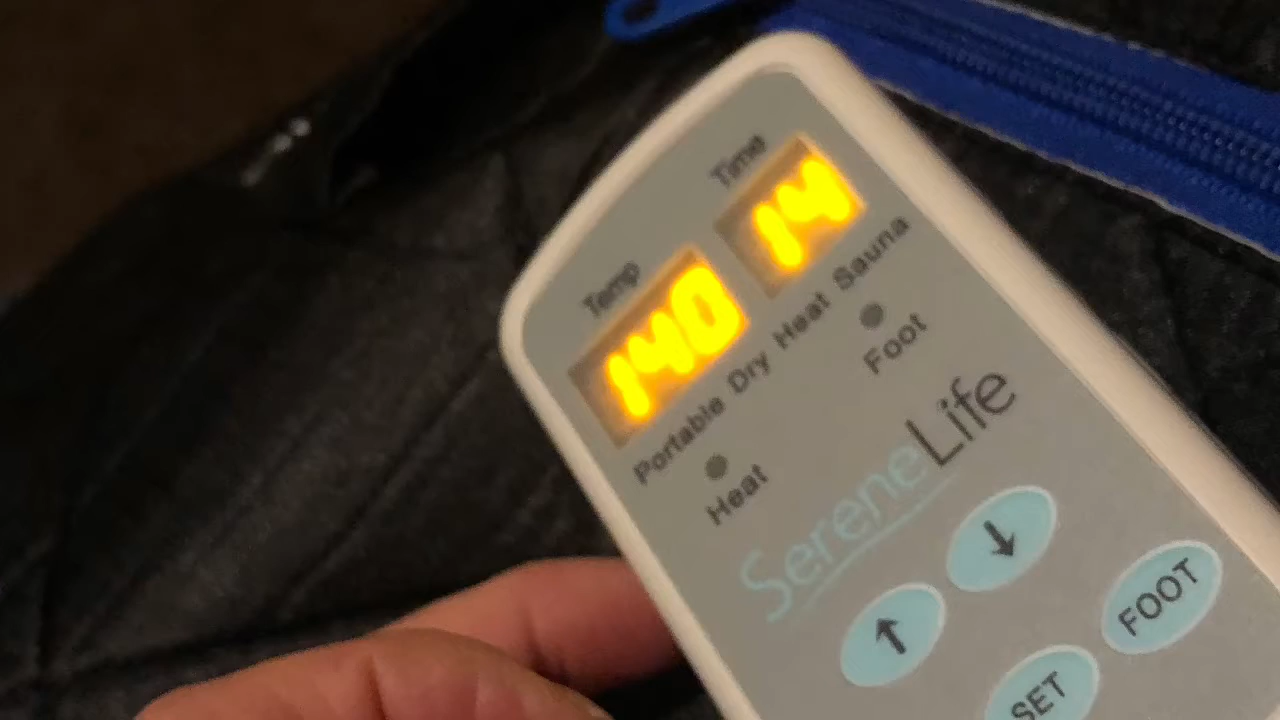 Temp Time
140 14
Portable Dry Heat Sauna
Heat Foot
SereneLife
↑ ↓
SET FOOT